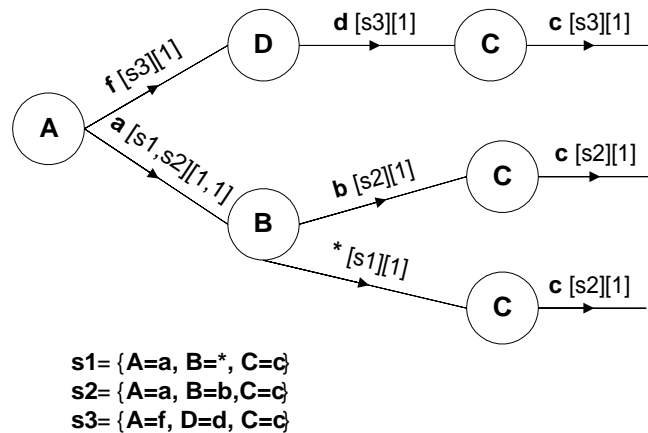 D
d [s3][1]
C
c [s3][1]
f [s3][1]
A
a [s1,s2][1,1]
b [s2][1]
C
c [s2][1]
B
* [s1][1]
C
c [s2][1]
s1= {A=a, B=*, C=c}
s2= {A=a, B=b,C=c}
s3= {A=f, D=d, C=c}